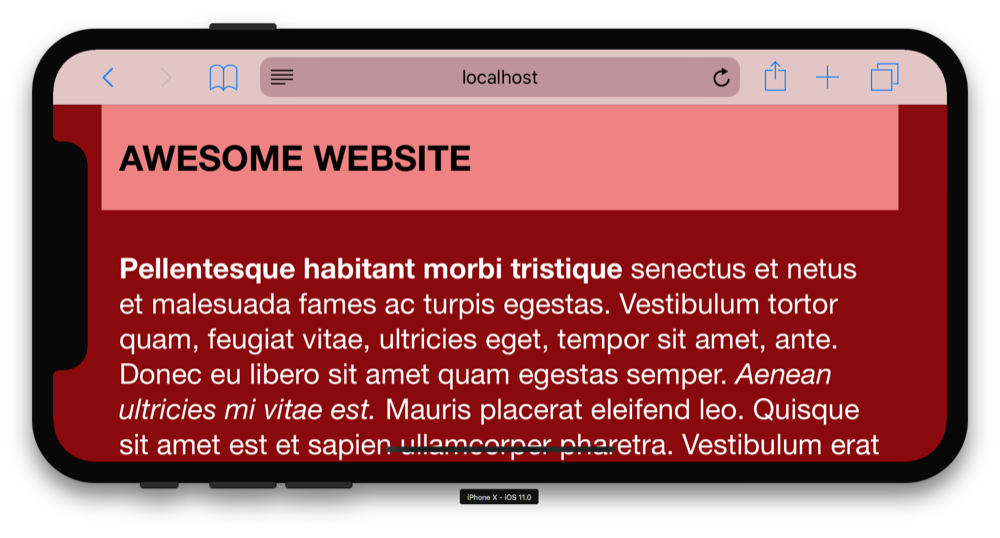 localhost
AWESOME WEBSITE
Pellentesque habitant morbi tristique senectus et netus
et malesuada fames ac turpis egestas. Vestibulum tortor
quam, feugiat vitae, ultricies eget, tempor sit amet, ante.
Donec eu libero sit amet quam egestas semper. Aenean
ultricies mi vitae est. Mauris placerat eleifend leo. Quisque
sit amet est et sapien ullamcorper pharetra. Vestibulum erat
iPhone X - iOS 11.0